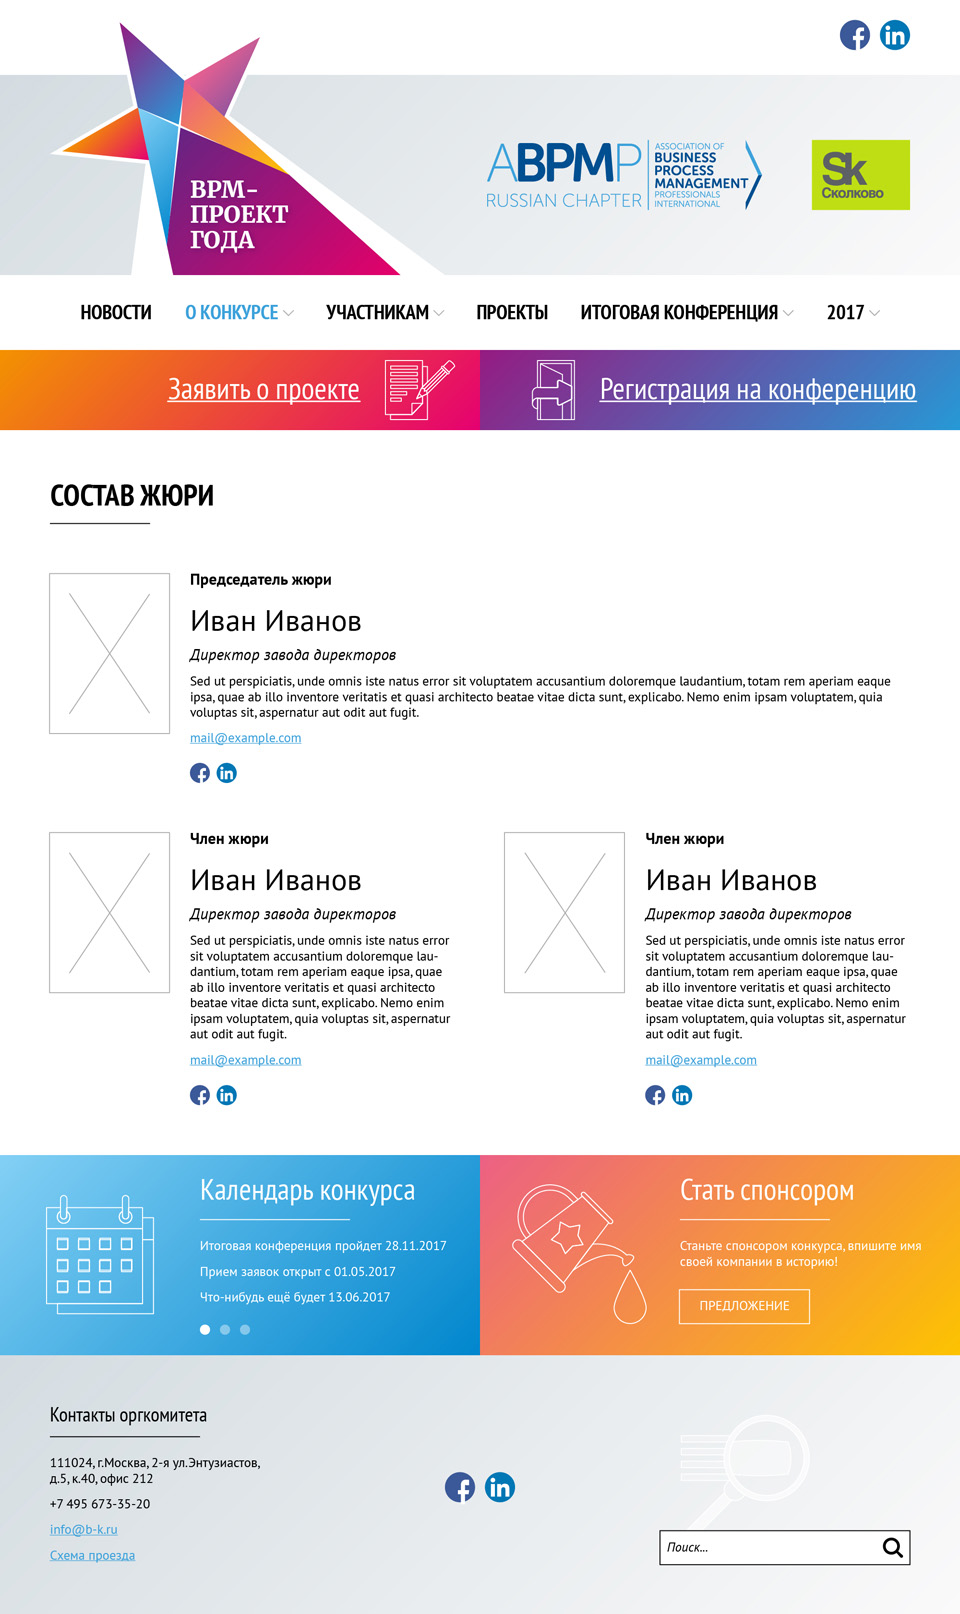 BPM-
ПРОЕКТ
ГОДА
ABPMP
RUSSIAN CHAPTER
ASSOCIATION OF
BUSINESS
PROCESS
MANAGEMENT
PROFESSIONALS
INTERNATIONAL
Sk
Сколково
НОВОСТИ
О КОНКУРСЕ
УЧАСТНИКАМ
ПРОЕКТЫ
ИТОГОВАЯ КОНФЕРЕНЦИЯ
2017
Заявить о проекте
Регистрация на конференцию
СОСТАВ ЖЮРИ
Председатель жюри
Иван Иванов
Директор завода директоров
Sed ut perspiciatis, unde omnis iste natus error sit voluptatem accusantium doloremque laudantium, totam rem aperiam eaque
ipsa, quae ab illo inventore veritatis et quasi architecto beatae vitae dicta sunt, explicabo. Nemo enim ipsam voluptatem, quia
voluptas sit, aspernatur aut odit aut fugit.
mail@example.com
Член жюри
Иван Иванов
Директор завода директоров
Sed ut perspiciatis, unde omnis iste natus error
sit voluptatem accusantium doloremque lau-
dantium, totam rem aperiam eaque ipsa, quae
ab illo inventore veritatis et quasi architecto
beatae vitae dicta sunt, explicabo. Nemo enim
ipsam voluptatem, quia voluptas sit, aspernatur
aut odit aut fugit.
mail@example.com
Член жюри
Иван Иванов
Директор завода директоров
Sed ut perspiciatis, unde omnis iste natus error
sit voluptatem accusantium doloremque lau-
dantium, totam rem aperiam eaque ipsa, quae
ab illo inventore veritatis et quasi architecto
beatae vitae dicta sunt, explicabo. Nemo enim
ipsam voluptatem, quia voluptas sit, aspernatur
aut odit aut fugit.
mail@example.com
Календарь конкурса
Итоговая конференция пройдет 28.11.2017
Прием заявок открыт с 01.05.2017
Что-нибудь ещё будет 13.06.2017
Стать спонсором
Станьте спонсором конкурса, впишите имя
своей компании в историю!
ПРЕДЛОЖЕНИЕ
Контакты оргкомитета
111024, г.Москва, 2-я ул.Энтузиастов,
д.5, к.40, офис 212
+7 495 673-35-20
info@b-k.ru
Схема проезда
Поиск...